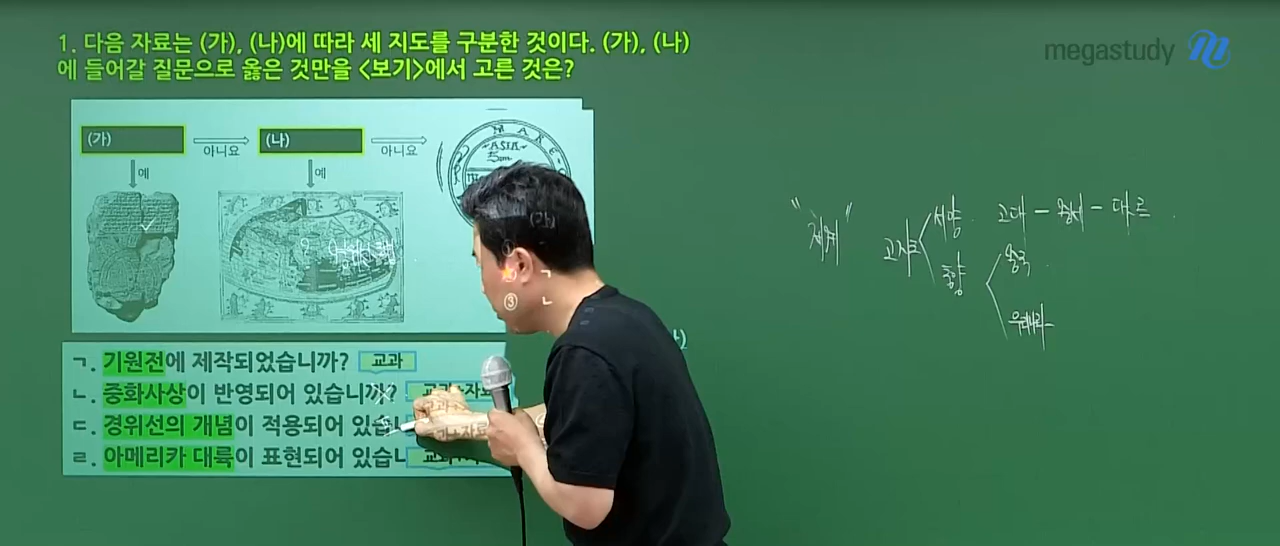 1. 다음 자료는 (가), (나)에 따라 세 지도를 구분한 것이다. (가), (나)
에 들어갈 질문으로 옳은 것만을 <보기>에서 고른 것은?
megastudy
(가)
아니요
(나)
아니요
예
예
ASIA
(가)
③ ㄴ
ㄱ
ㄱ. 기원전에 제작되었습니까? 교과
ㄴ. 중화사상이 반영되어 있습니까?
ㄷ. 경위선의 개념이 적용되어 있습
ㄹ. 아메리카 대륙이 표현되어 있습
"세계"
고지도
서양 고대 - 중세 - 대·르
동양
중국
우리나라